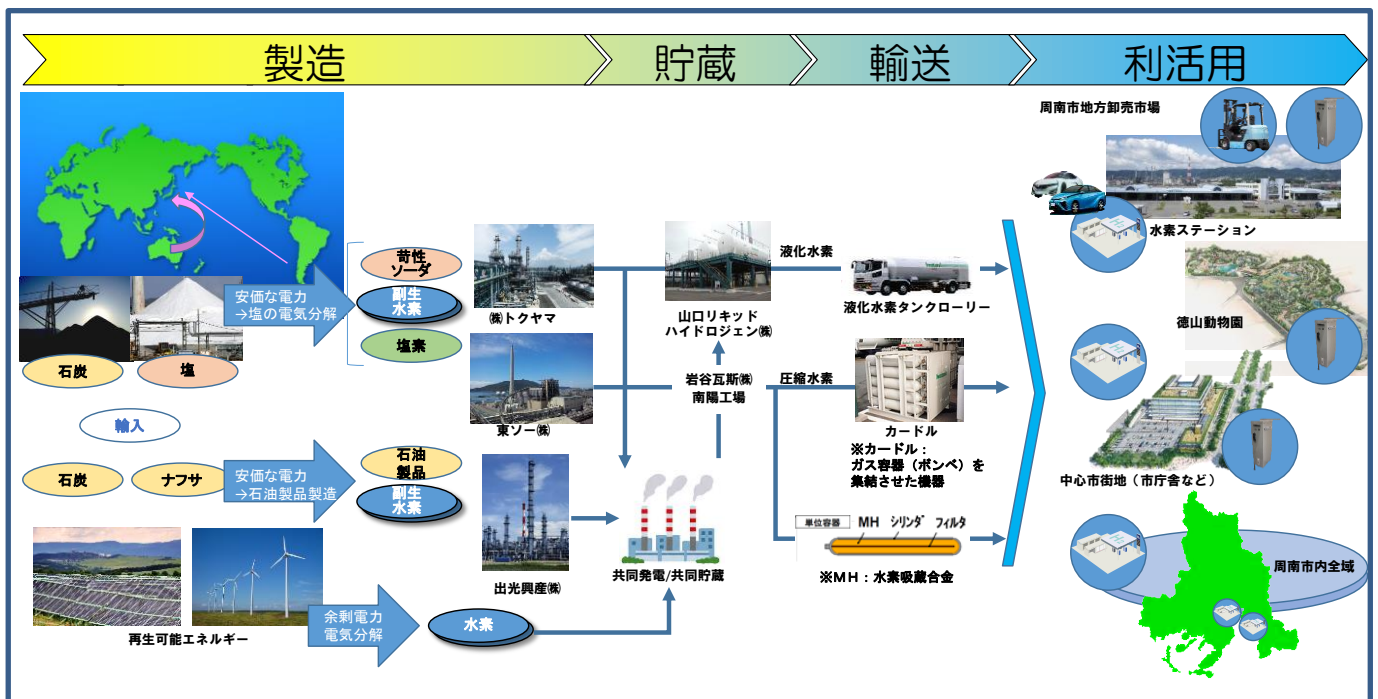 製造
貯蔵
輸送
利活用
周南市地方卸売市場
水素ステーション
安価な電力
→塩の電気分解
苛性
ソーダ
副生
水素
塩素
㈱トクヤマ
山口リキッド
ハイドロジェン㈱
液化水素
液化水素タンクローリー
石炭
塩
東ソー㈱
岩谷瓦斯㈱
南陽工場
圧縮水素
カードル
※カードル:
ガス容器(ボンベ)を
集結させた機器
徳山動物園
輸入
石炭
ナフサ
安価な電力
→石油製品製造
石油
製品
副生
水素
出光興産㈱
共同発電/共同貯蔵
単位容器
MH
シリンダ
フィルタ
※MH:水素吸蔵合金
中心市街地(市庁舎など)
周南市内全域
再生可能エネルギー
余剰電力
電気分解
水素